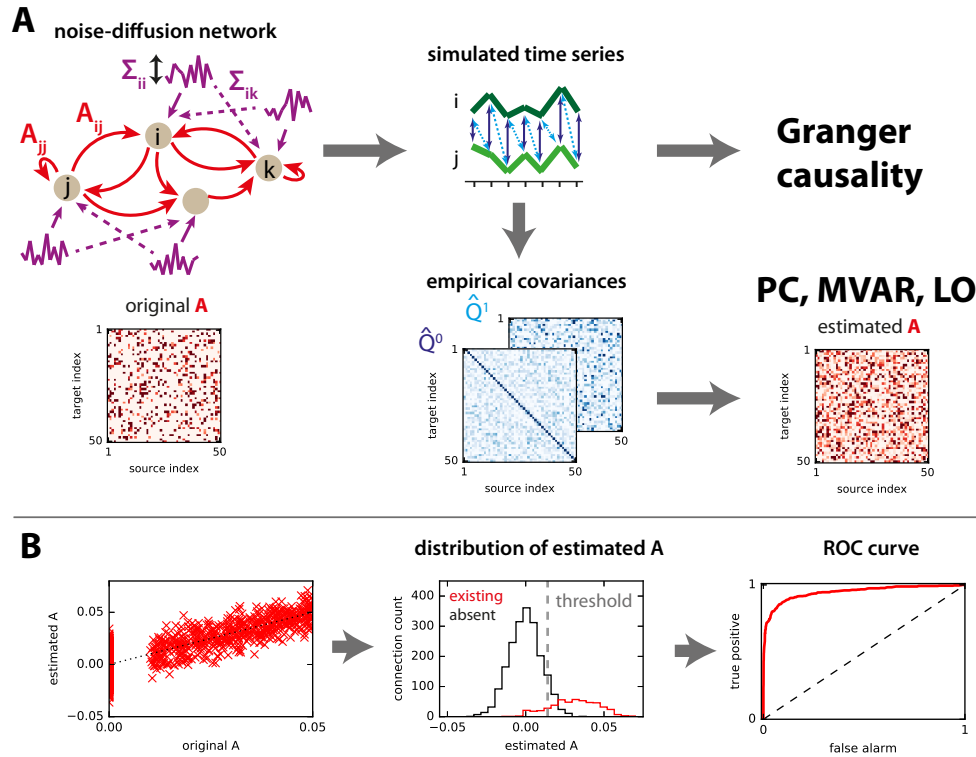 A
noise-diffusion network
Σii
Σik
Aij
Ajj
i
j
k
simulated time series
i
j
Granger
causality
original A
1
target index
50
1
50
source index
empirical covariances
Q̂1
Q̂0
1
1
target index
50
50
1
50
source index
PC, MVAR, LO
estimated A
1
target index
50
1
50
source index
B
0.05
0.00
−0.05
estimated A
0.00
0.05
original A
distribution of estimated A
existing
absent
threshold
400
300
200
100
0
connection count
−0.05
0.00
0.05
estimated A
ROC curve
1
true positive
0
0
1
false alarm